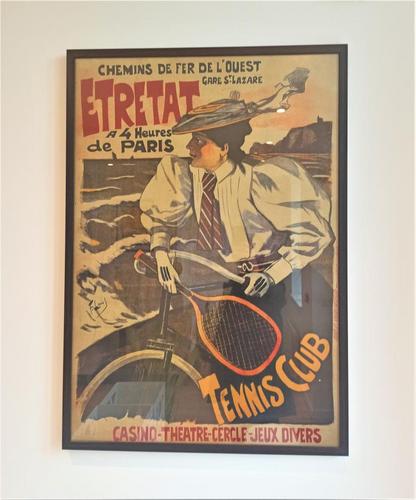 CHEMINS DE FER DE L'OUEST
GARE ST LAZARE
ETRETAT
A 4 Heures
de PARIS
TENNIS CLUB
CASINO-THEATRE-CERCLE-JEUX DIVERS